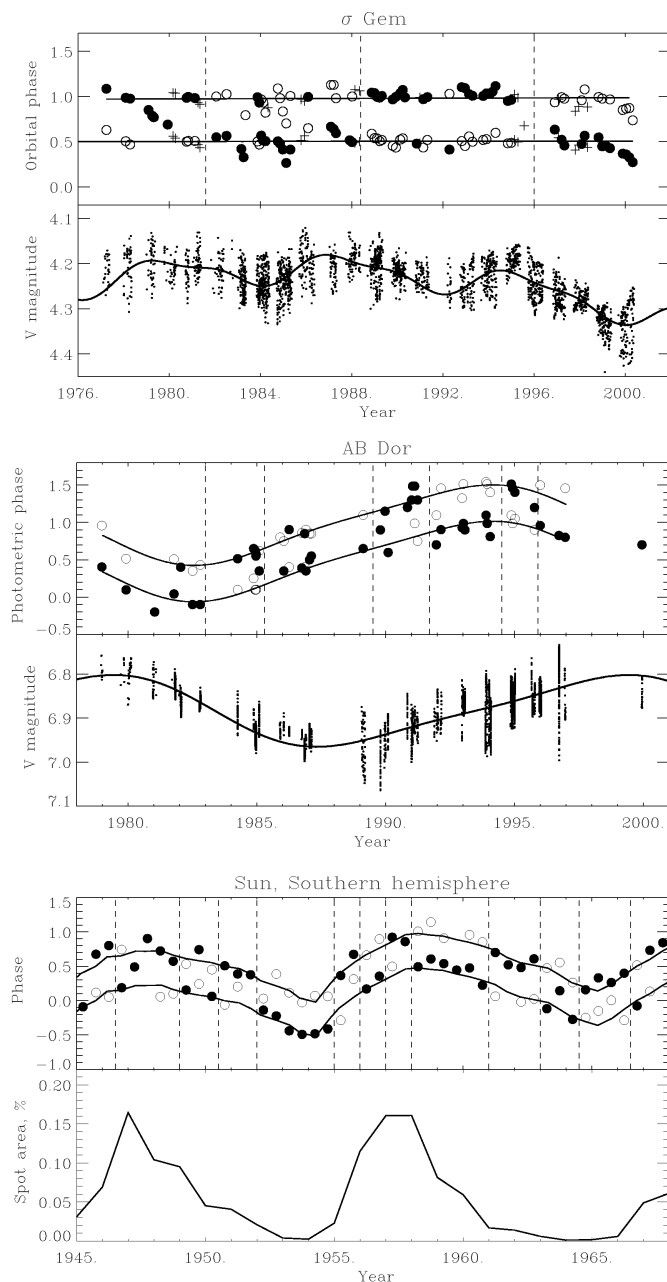 σ Gem
1.5
1.0
0.5
0.0
Orbital phase
4.1
4.2
4.3
4.4
V magnitude
1976. 1980. 1984. 1988. 1992. 1996. 2000.
Year
AB Dor
1.5
1.0
0.5
0.0
−0.5
Photometric phase
6.8
6.9
7.0
7.1
V magnitude
1980. 1985. 1990. 1995. 2000.
Year
Sun, Southern hemisphere
1.5
1.0
0.5
0.0
−0.5
−1.0
Phase
0.20
0.15
0.10
0.05
0.00
Spot area, %
1945. 1950. 1955. 1960. 1965.
Year